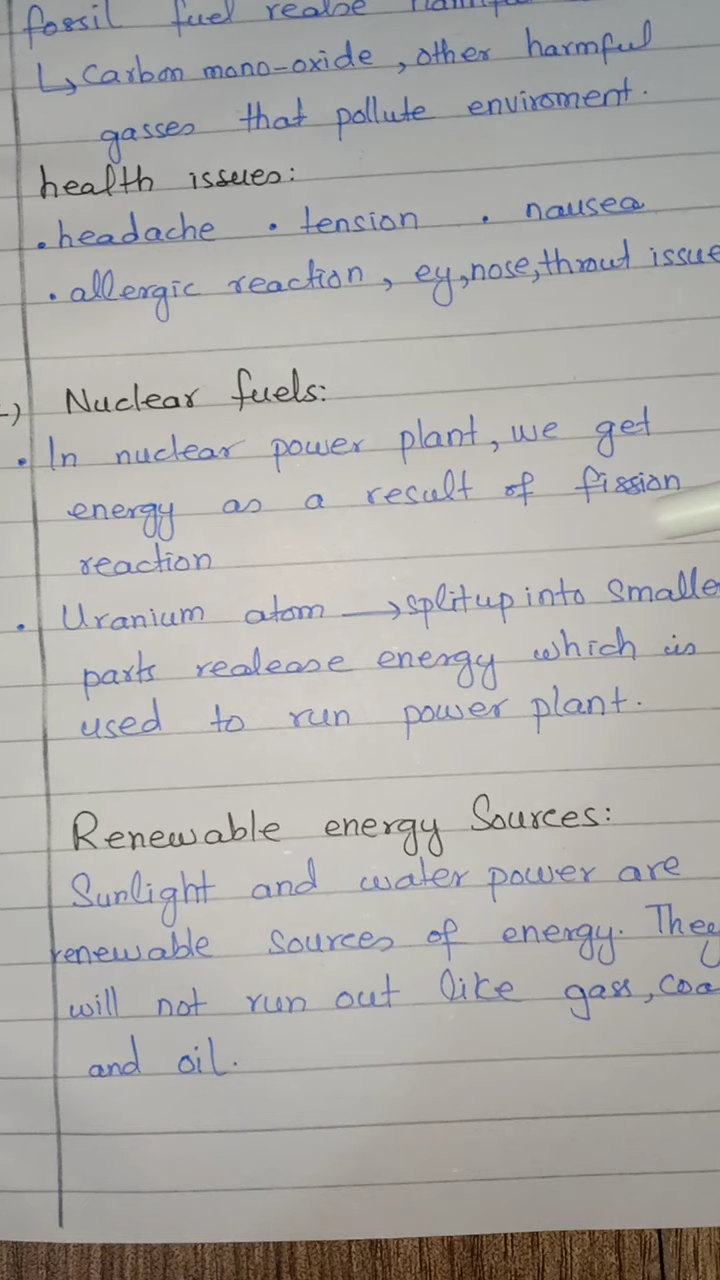 fossil fuel realse
↳ Carbon mono-oxide, other harmful
gasses that pollute enviroment.
health issues:
• headache • tension • nausea
• allergic reaction, ey, nose, throut issue
Nuclear fuels:
• In nuclear power plant, we get
energy as a result of fission
reaction
• Uranium atom → split up into Smalle
parts realease energy which is
used to run power plant.
Renewable energy Sources:
Sunlight and water power are
renewable sources of energy. They
will not run out like gass, coa
and oil.